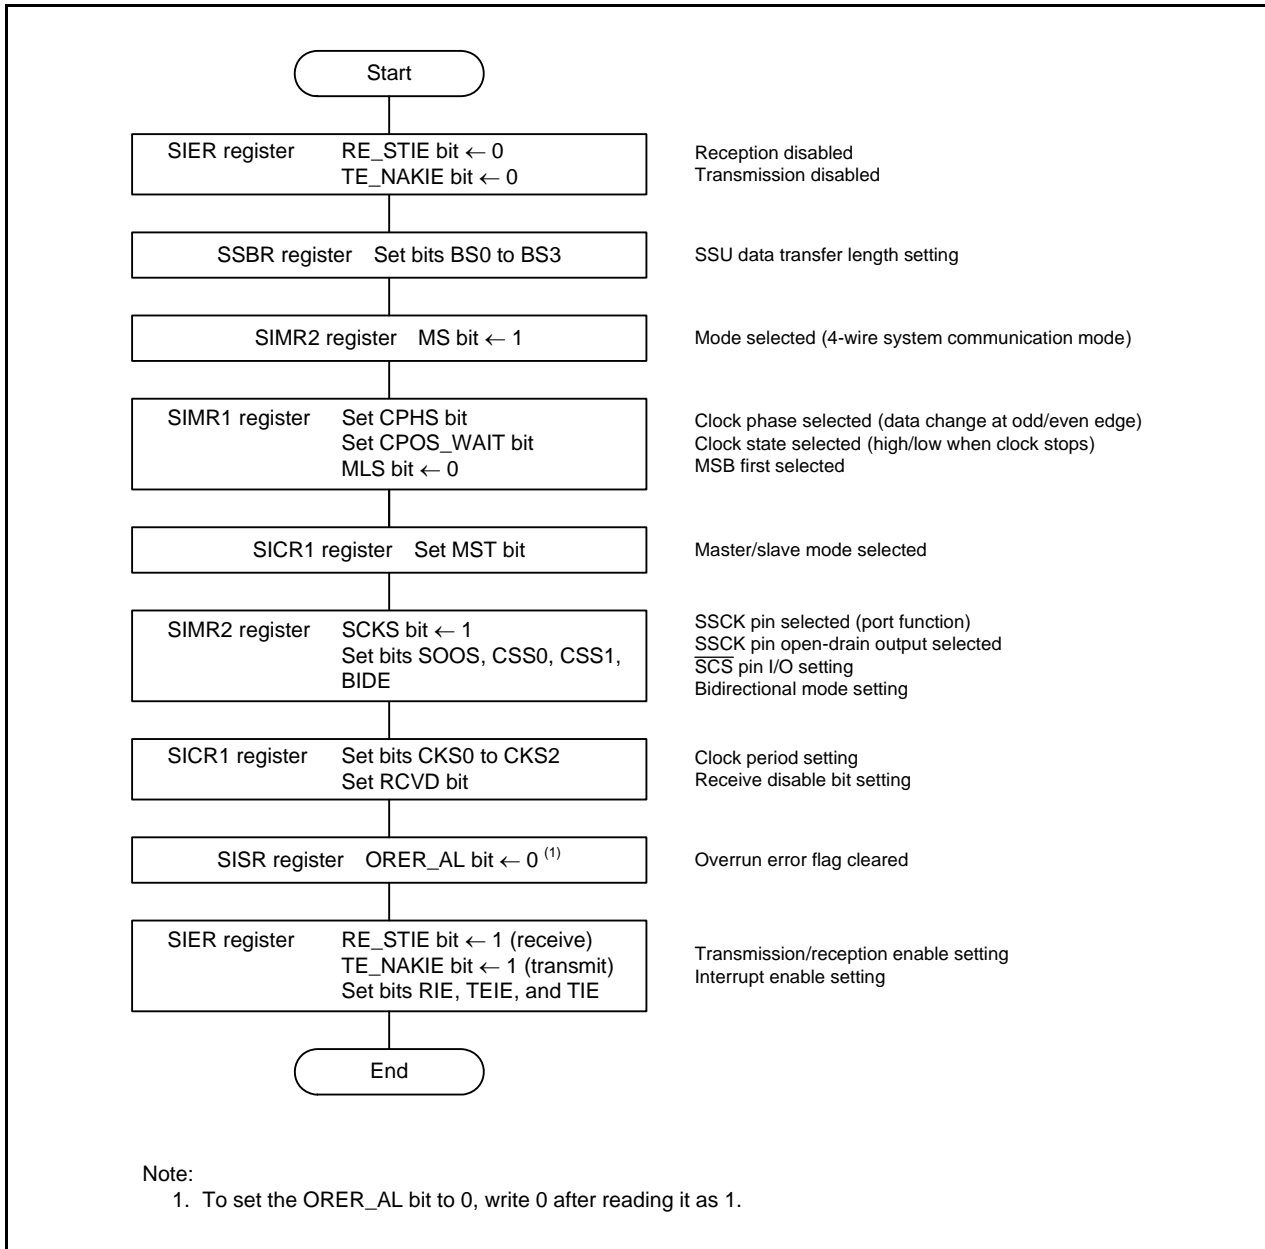 Start
SIER register RE_STIE bit ← 0 Reception disabled
TE_NAKIE bit ← 0 Transmission disabled
SSBR register Set bits BS0 to BS3 SSU data transfer length setting
SIMR2 register MS bit ← 1 Mode selected (4-wire system communication mode)
SIMR1 register Set CPHS bit Clock phase selected (data change at odd/even edge)
Set CPOS_WAIT bit Clock state selected (high/low when clock stops)
MLS bit ← 0 MSB first selected
SICR1 register Set MST bit Master/slave mode selected
SIMR2 register SCKS bit ← 1 SSCK pin selected (port function)
Set bits SOOS, CSS0, CSS1, SSCK pin open-drain output selected
BIDE SCS pin I/O setting
Bidirectional mode setting
SICR1 register Set bits CKS0 to CKS2 Clock period setting
Set RCVD bit Receive disable bit setting
SISR register ORER_AL bit ← 0 (1) Overrun error flag cleared
SIER register RE_STIE bit ← 1 (receive)
TE_NAKIE bit ← 1 (transmit) Transmission/reception enable setting
Set bits RIE, TEIE, and TIE Interrupt enable setting
End
Note:
1. To set the ORER_AL bit to 0, write 0 after reading it as 1.